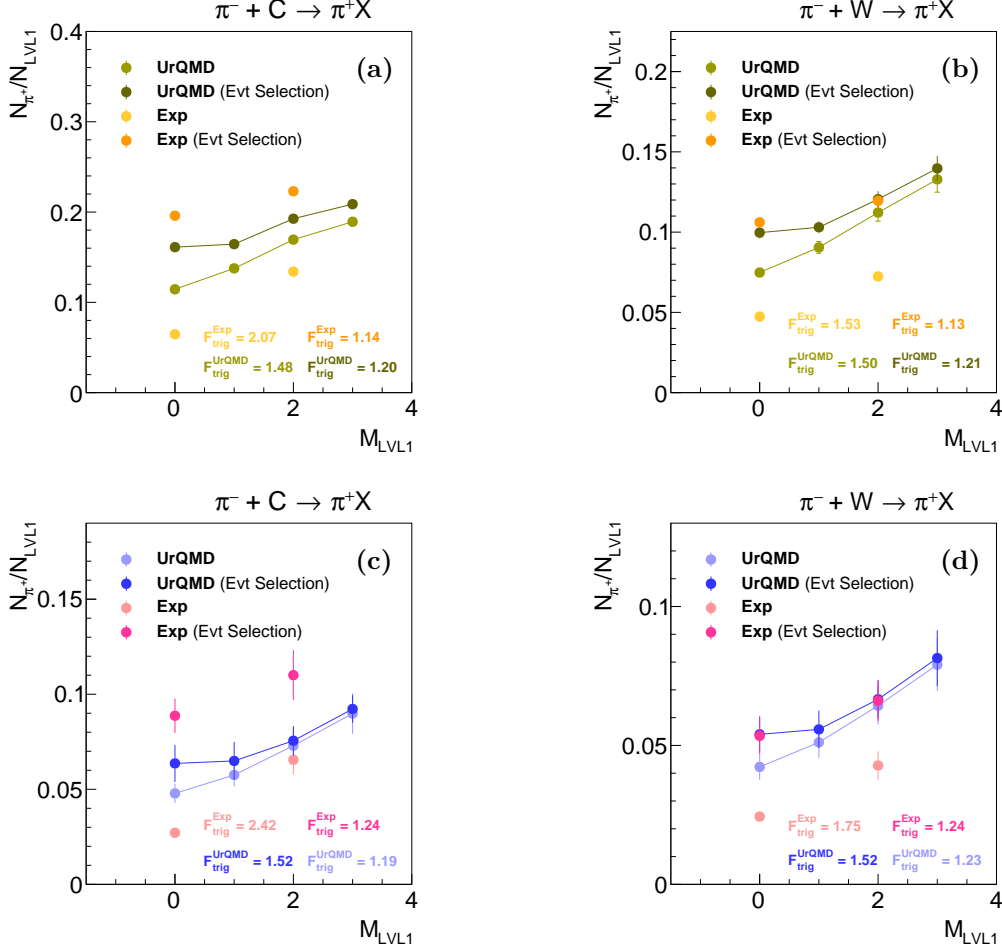 π⁻ + C → π⁺X
N_π⁺/N_LVL1
0.4
0.3
0.2
0.1
0
(a)
UrQMD
UrQMD (Evt Selection)
Exp
Exp (Evt Selection)
F_trig^Exp = 2.07 F_trig^Exp = 1.14
F_trig^UrQMD = 1.48 F_trig^UrQMD = 1.20
0 2 4
M_LVL1
π⁻ + W → π⁺X
N_π⁺/N_LVL1
0.2
0.15
0.1
0.05
0
(b)
UrQMD
UrQMD (Evt Selection)
Exp
Exp (Evt Selection)
F_trig^Exp = 1.53 F_trig^Exp = 1.13
F_trig^UrQMD = 1.50 F_trig^UrQMD = 1.21
0 2 4
M_LVL1
π⁻ + C → π⁺X
N_π⁺/N_LVL1
0.15
0.1
0.05
0
(c)
UrQMD
UrQMD (Evt Selection)
Exp
Exp (Evt Selection)
F_trig^Exp = 2.42 F_trig^Exp = 1.24
F_trig^UrQMD = 1.52 F_trig^UrQMD = 1.19
0 2 4
M_LVL1
π⁻ + W → π⁺X
N_π⁺/N_LVL1
0.1
0.05
0
(d)
UrQMD
UrQMD (Evt Selection)
Exp
Exp (Evt Selection)
F_trig^Exp = 1.75 F_trig^Exp = 1.24
F_trig^UrQMD = 1.52 F_trig^UrQMD = 1.23
0 2 4
M_LVL1